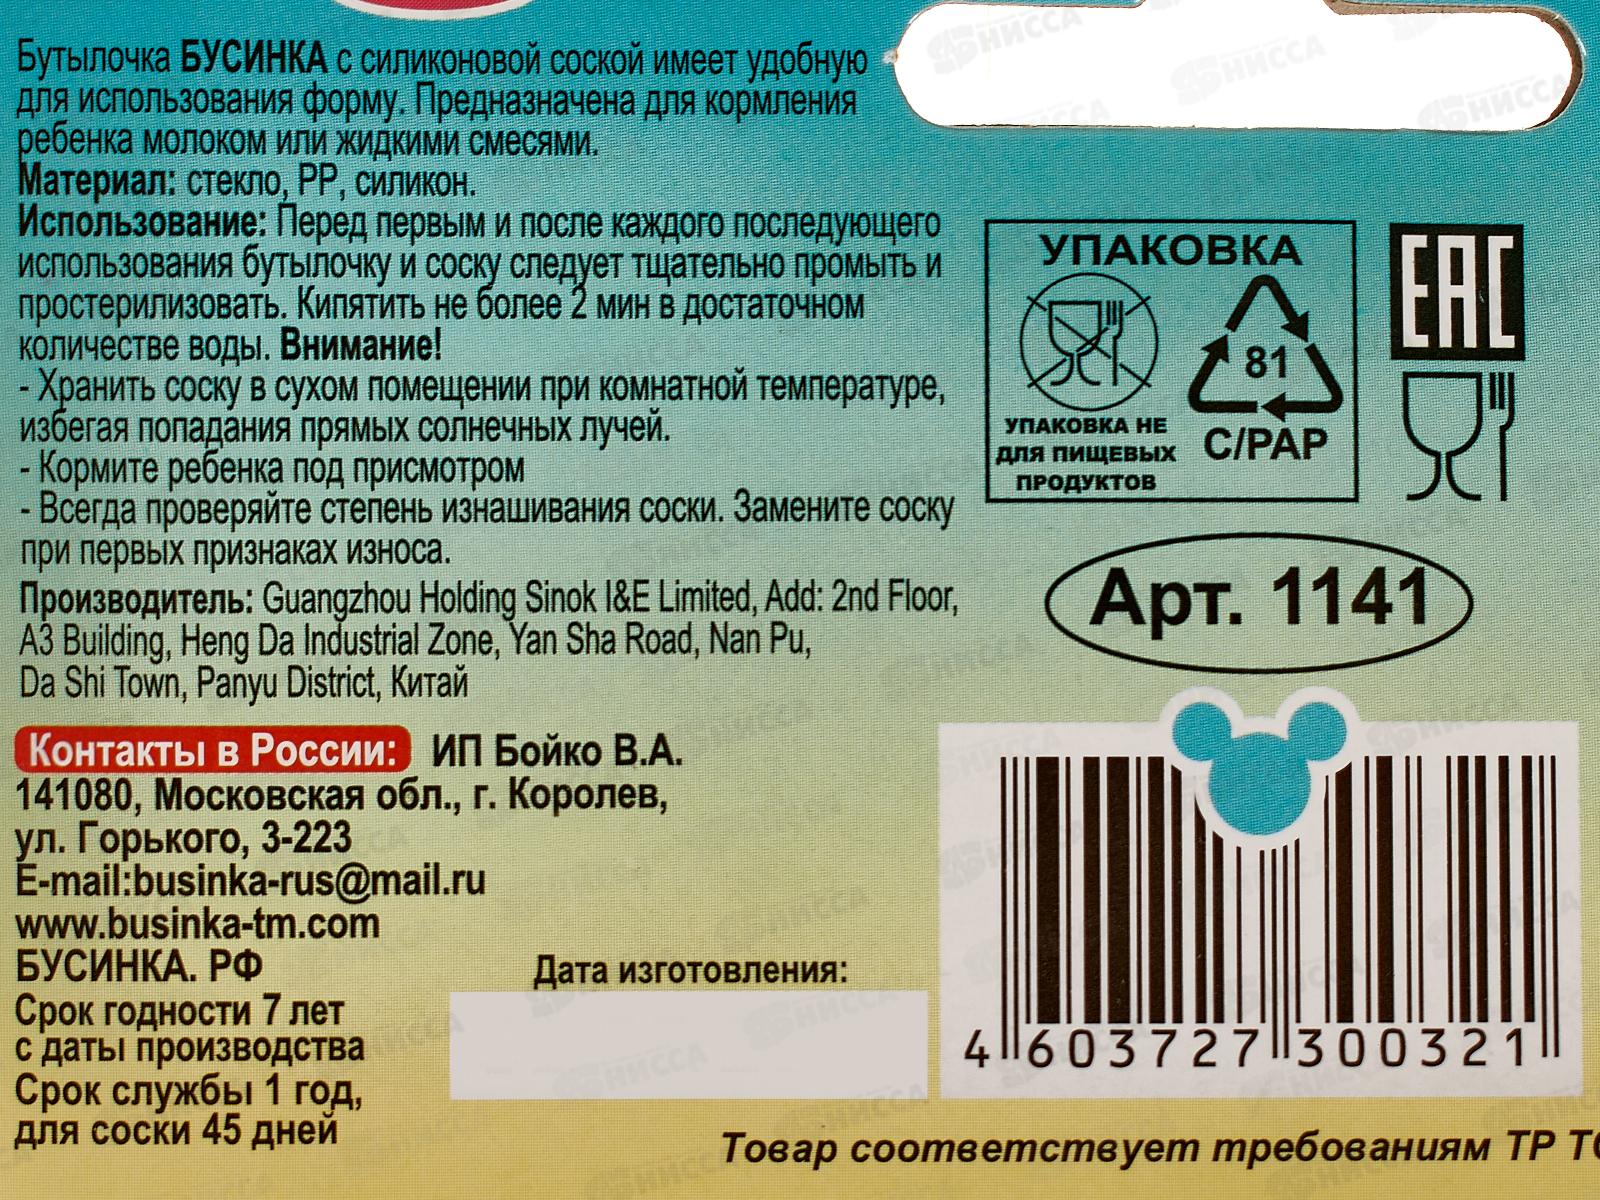 Бутылочка БУСИНКА с силиконовой соской имеет удобную
для использования форму. Предназначена для кормления
ребенка молоком или жидкими смесями.
Материал: стекло, PP, силикон.
Использование: Перед первым и после каждого последующего
использования бутылочку и соску следует тщательно промыть и
простерилизовать. Кипятить не более 2 мин в достаточном
количестве воды. Внимание!
- Хранить соску в сухом помещении при комнатной температуре,
избегая попадания прямых солнечных лучей.
- Кормите ребенка под присмотром
- Всегда проверяйте степень изнашивания соски. Замените соску
при первых признаках износа.
Производитель: Guangzhou Holding Sinok I&E Limited, Add: 2nd Floor,
A3 Building, Heng Da Industrial Zone, Yan Sha Road, Nan Pu,
Da Shi Town, Panyu District, Китай
Контакты в России: ИП Бойко В.А.
141080, Московская обл., г. Королев,
ул. Горького, 3-223
E-mail:businka-rus@mail.ru
www.businka-tm.com
БУСИНКА. РФ
Срок годности 7 лет
с даты производства
Срок службы 1 год,
для соски 45 дней
Дата изготовления:
УПАКОВКА
УПАКОВКА НЕ
ДЛЯ ПИЩЕВЫХ
ПРОДУКТОВ
81
C/PAP
EAC
Арт. 1141
4 603727 300321
Товар соответствует требованиям ТР